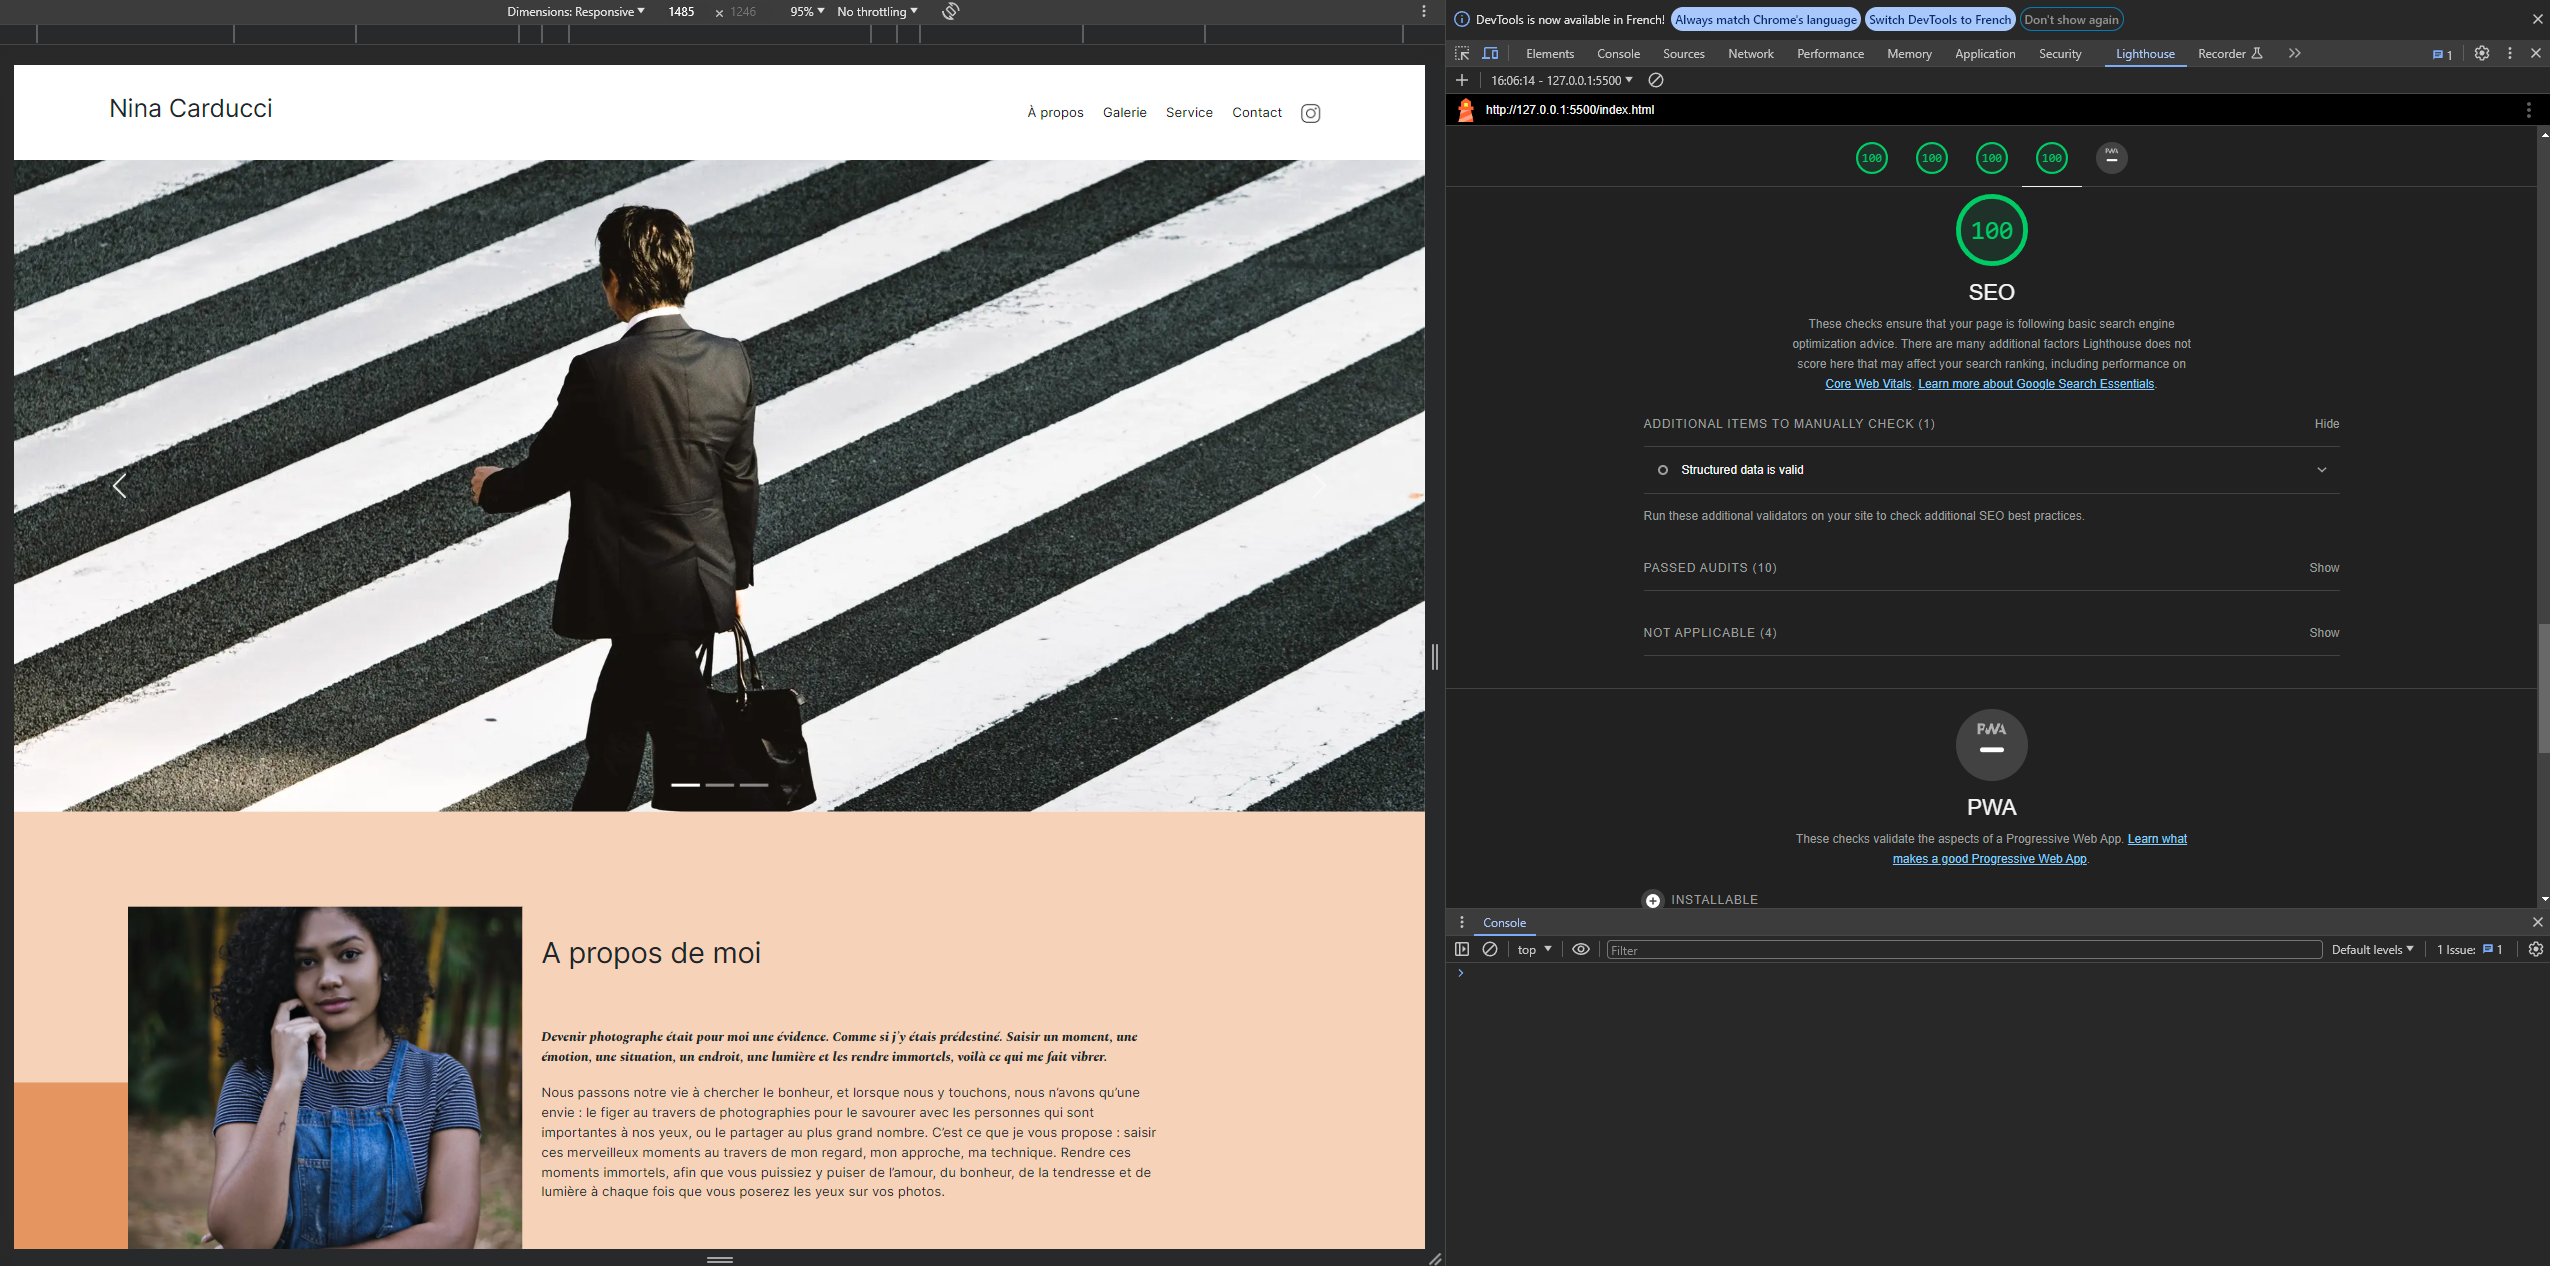 Dimensions: Responsive 1485 × 1246 95% No throttling
Nina Carducci
À propos Galerie Service Contact
A propos de moi
Devenir photographe était pour moi une évidence. Comme si j'y étais prédestiné. Saisir un moment, une
émotion, une situation, un endroit, une lumière et les rendre immortels, voilà ce qui me fait vibrer.
Nous passons notre vie à chercher le bonheur, et lorsque nous y touchons, nous n'avons qu'une
envie : le figer au travers de photographies pour le savourer avec les personnes qui sont
importantes à nos yeux, ou le partager au plus grand nombre. C'est ce que je vous propose : saisir
ces merveilleux moments au travers de mon regard, mon approche, ma technique. Rendre ces
moments immortels, afin que vous puissiez y puiser de l'amour, du bonheur, de la tendresse et de
lumière à chaque fois que vous poserez les yeux sur vos photos.
DevTools is now available in French! Always match Chrome's language Switch DevTools to French Don't show again
Elements Console Sources Network Performance Memory Application Security Lighthouse Recorder 1
16:06:14 - 127.0.0.1:5500
http://127.0.0.1:5500/index.html
100 100 100 100 PWA
100
SEO
These checks ensure that your page is following basic search engine
optimization advice. There are many additional factors Lighthouse does not
score here that may affect your search ranking, including performance on
Core Web Vitals. Learn more about Google Search Essentials.
ADDITIONAL ITEMS TO MANUALLY CHECK (1) Hide
Structured data is valid
Run these additional validators on your site to check additional SEO best practices.
PASSED AUDITS (10) Show
NOT APPLICABLE (4) Show
PWA
PWA
These checks validate the aspects of a Progressive Web App. Learn what
makes a good Progressive Web App.
INSTALLABLE
Console
top Filter Default levels 1 Issue: 1